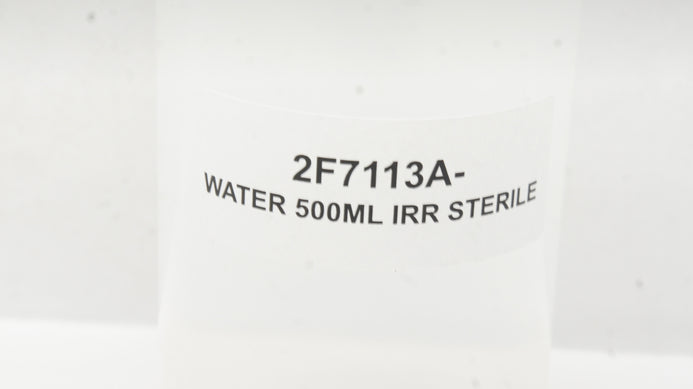 2F7113A-
WATER 500ML IRR STERILE